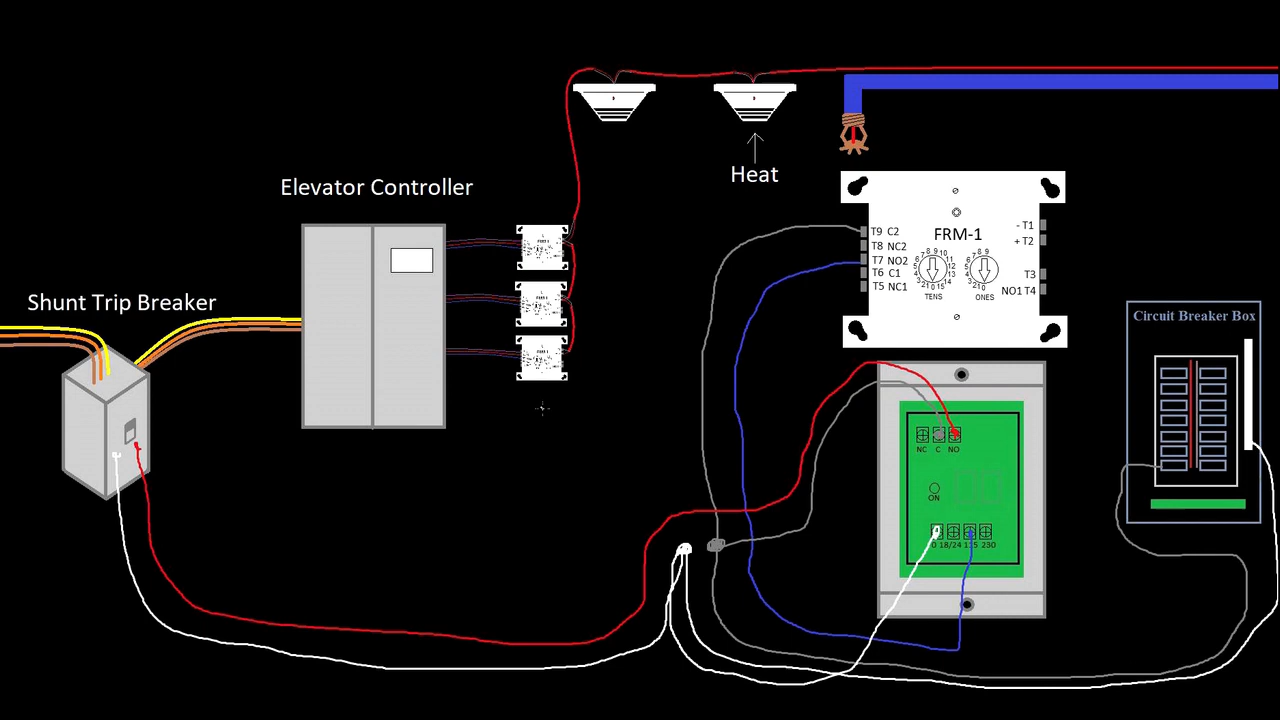 Heat
Elevator Controller
Shunt Trip Breaker
FRM-1
T9 C2
T8 NC2
T7 NO2
T6 C1
T5 NC1
- T1
+ T2
T3
NO1 T4
TENS
ONES
Circuit Breaker Box
NC C NO
ON
0 18/24 115 230